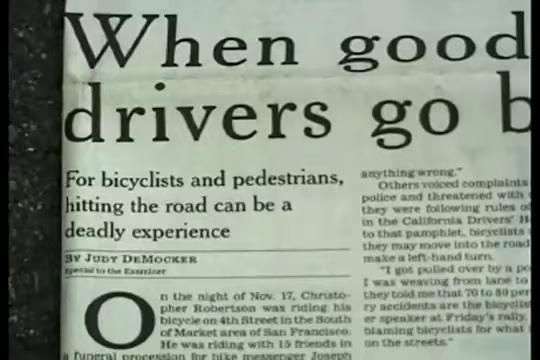 When good
drivers go b
For bicyclists and pedestrians,
hitting the road can be a
deadly experience
BY JUDY DEMOCKER
Special to the Examiner
On the night of Nov. 17, Christo-
pher Robertson was riding his
bicycle on 4th Street in the South
of Market area of San Francisco.
He was riding with 15 friends in
a funeral procession for bike messenger Joseph
anything wrong."
Others voiced complaints
police and threatened with
they were following rules o
in the California Drivers' H
to that pamphlet, bicyclists
they may move into the road
make a left-hand turn.
"I got pulled over by a po
I was weaving from lane to
they told me that 70 to 80 per
ry accidents are the bicyclis
er speaker at Friday's rally.
blaming bicyclists for what
on the streets."